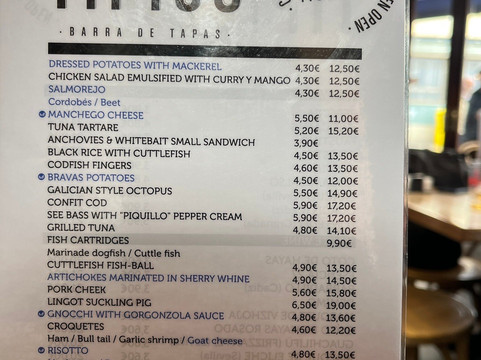 EN OPEN ·
· BARRA DE TAPAS ·
DRESSED POTATOES WITH MACKEREL 4,30€ 12,50€
CHICKEN SALAD EMULSIFIED WITH CURRY Y MANGO 4,30€ 12,50€
SALMOREJO 4,30€ 12,50€
Cordobés / Beet
MANCHEGO CHEESE 5,50€ 11,00€
TUNA TARTARE 5,20€ 15,20€
ANCHOVIES & WHITEBAIT SMALL SANDWICH 3,90€
BLACK RICE WITH CUTTLEFISH 4,50€ 13,50€
CODFISH FINGERS 4,60€ 13,50€
BRAVAS POTATOES 4,50€ 12,00€
GALICIAN STYLE OCTOPUS 5,50€ 14,90€
CONFIT COD 5,90€ 17,20€
SEE BASS WITH "PIQUILLO" PEPPER CREAM 5,90€ 17,20€
GRILLED TUNA 4,80€ 14,10€
FISH CARTRIDGES 9,90€
Marinade dogfish / Cuttle fish
CUTTLEFISH FISH-BALL 4,90€ 13,50€
ARTICHOKES MARINATED IN SHERRY WHINE 4,90€ 14,50€
PORK CHEEK 5,60€ 15,80€
LINGOT SUCKLING PIG 6,50€ 19,00€
GNOCCHI WITH GORGONZOLA SAUCE 4,80€ 13,60€
CROQUETES 4,60€ 12,20€
Ham / Bull tail / Garlic shrimp / Goat cheese
RISOTTO 4,80€ 13,50€